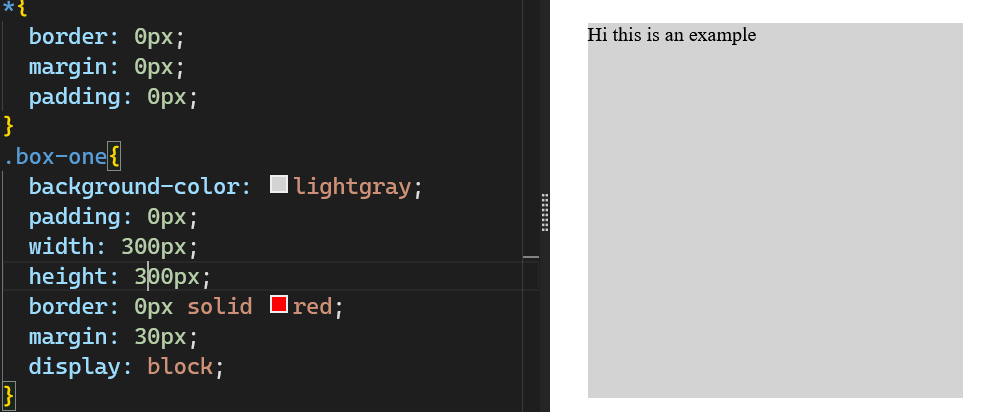 *{
border: 0px;
margin: 0px;
padding: 0px;
}
.box-one{
background-color: lightgray;
padding: 0px;
width: 300px;
height: 300px;
border: 0px solid red;
margin: 30px;
display: block;
}
Hi this is an example